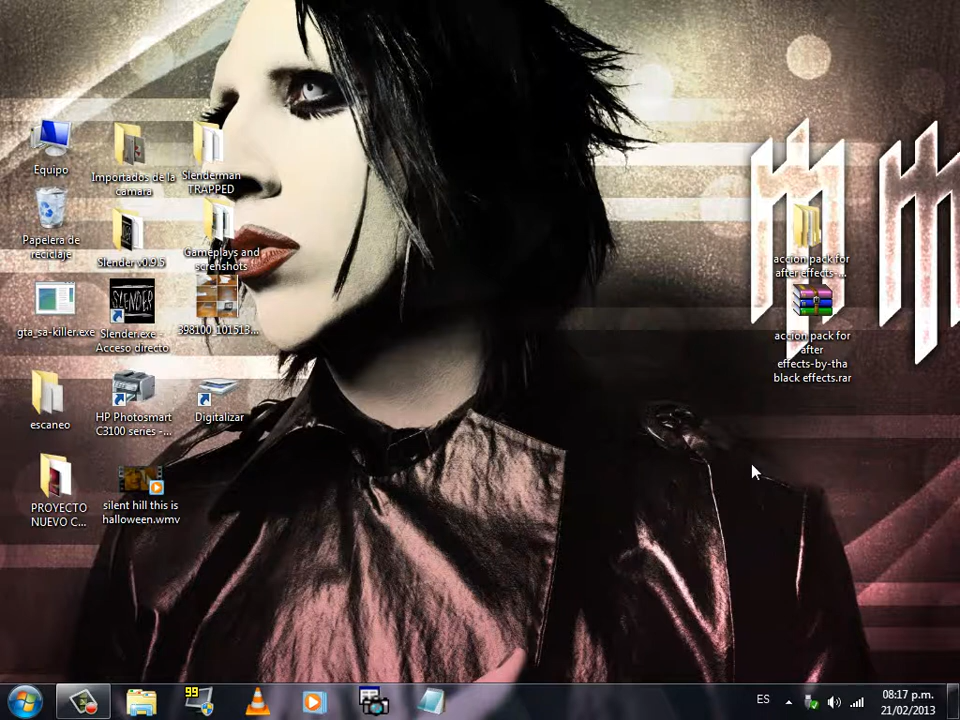 Equipo
Importados de la
cámara
Slenderman
TRAPPED
Papelera de
reciclaje
Slender v0.9.5
Gameplays and
screnshots
gta_sa-killer.exe
SLENDER
Slender.exe -
Acceso directo
398100_101513...
escaneo
HP Photosmart
C3100 series -...
Digitalizar
PROYECTO
NUEVO C...
silent hill this is
halloween.wmv
accion pack for
after effects-...
accion pack for
after
effects-by-tha
black effects.rar
99
ES
08:17 p.m.
21/02/2013